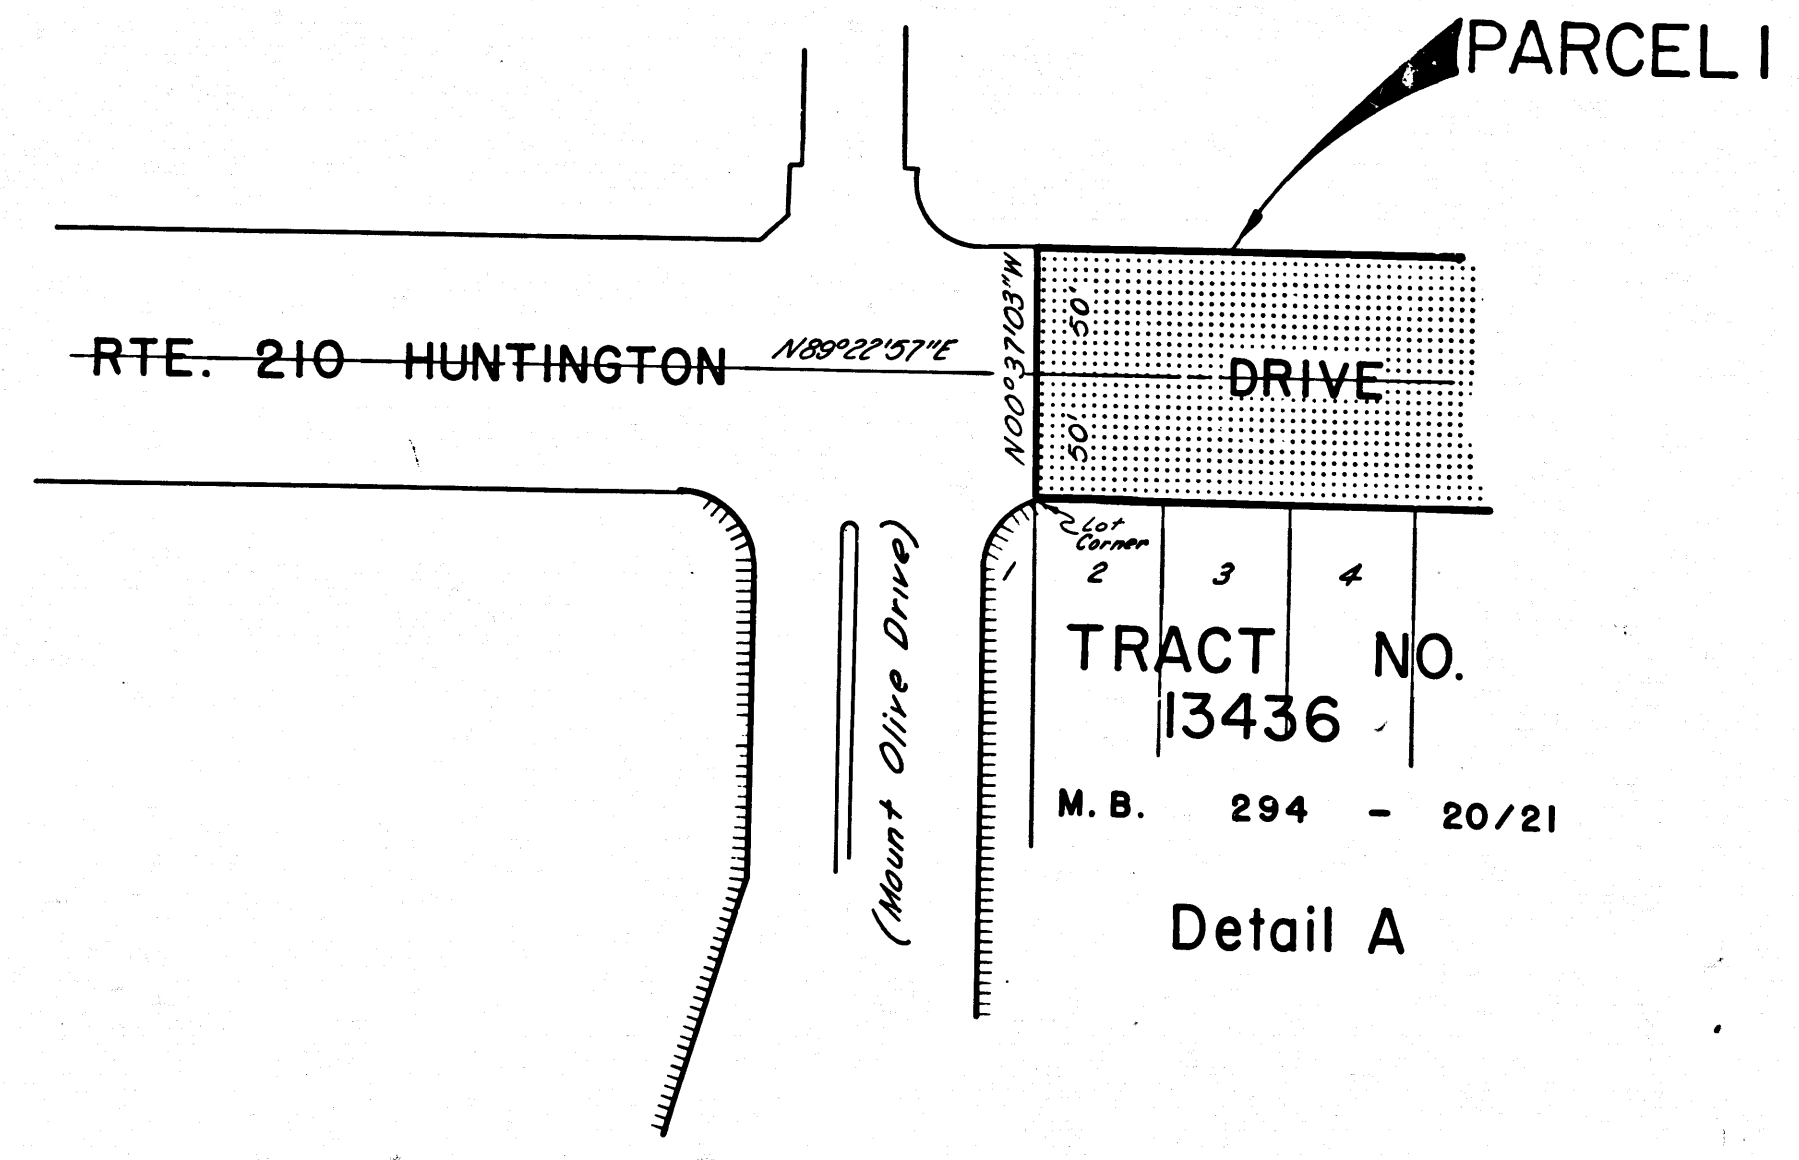 PARCEL 1
N00°37'03"W
50'
RTE. 210 HUNTINGTON DRIVE
N89°22'57"E
50'
Lot
Corner
1 2 3 4
(Mount Olive Drive)
TRACT NO.
13436
M. B. 294 - 20/21
Detail A